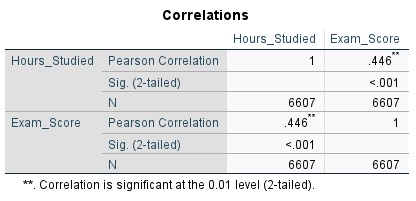 Correlations
Hours_Studied Exam_Score
Hours_Studied Pearson Correlation 1 .446**
Sig. (2-tailed) <.001
N 6607 6607
Exam_Score Pearson Correlation .446** 1
Sig. (2-tailed) <.001
N 6607 6607
**. Correlation is significant at the 0.01 level (2-tailed).